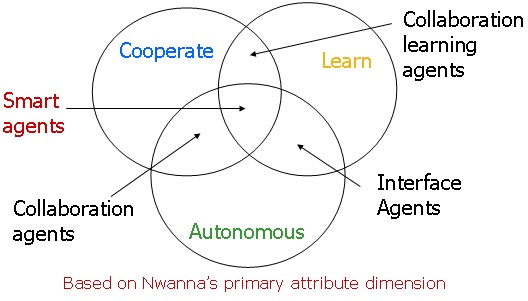 Cooperate
Learn
Collaboration
learning
agents
Smart
agents
Collaboration
agents
Interface
Agents
Autonomous
Based on Nwanna's primary attribute dimension